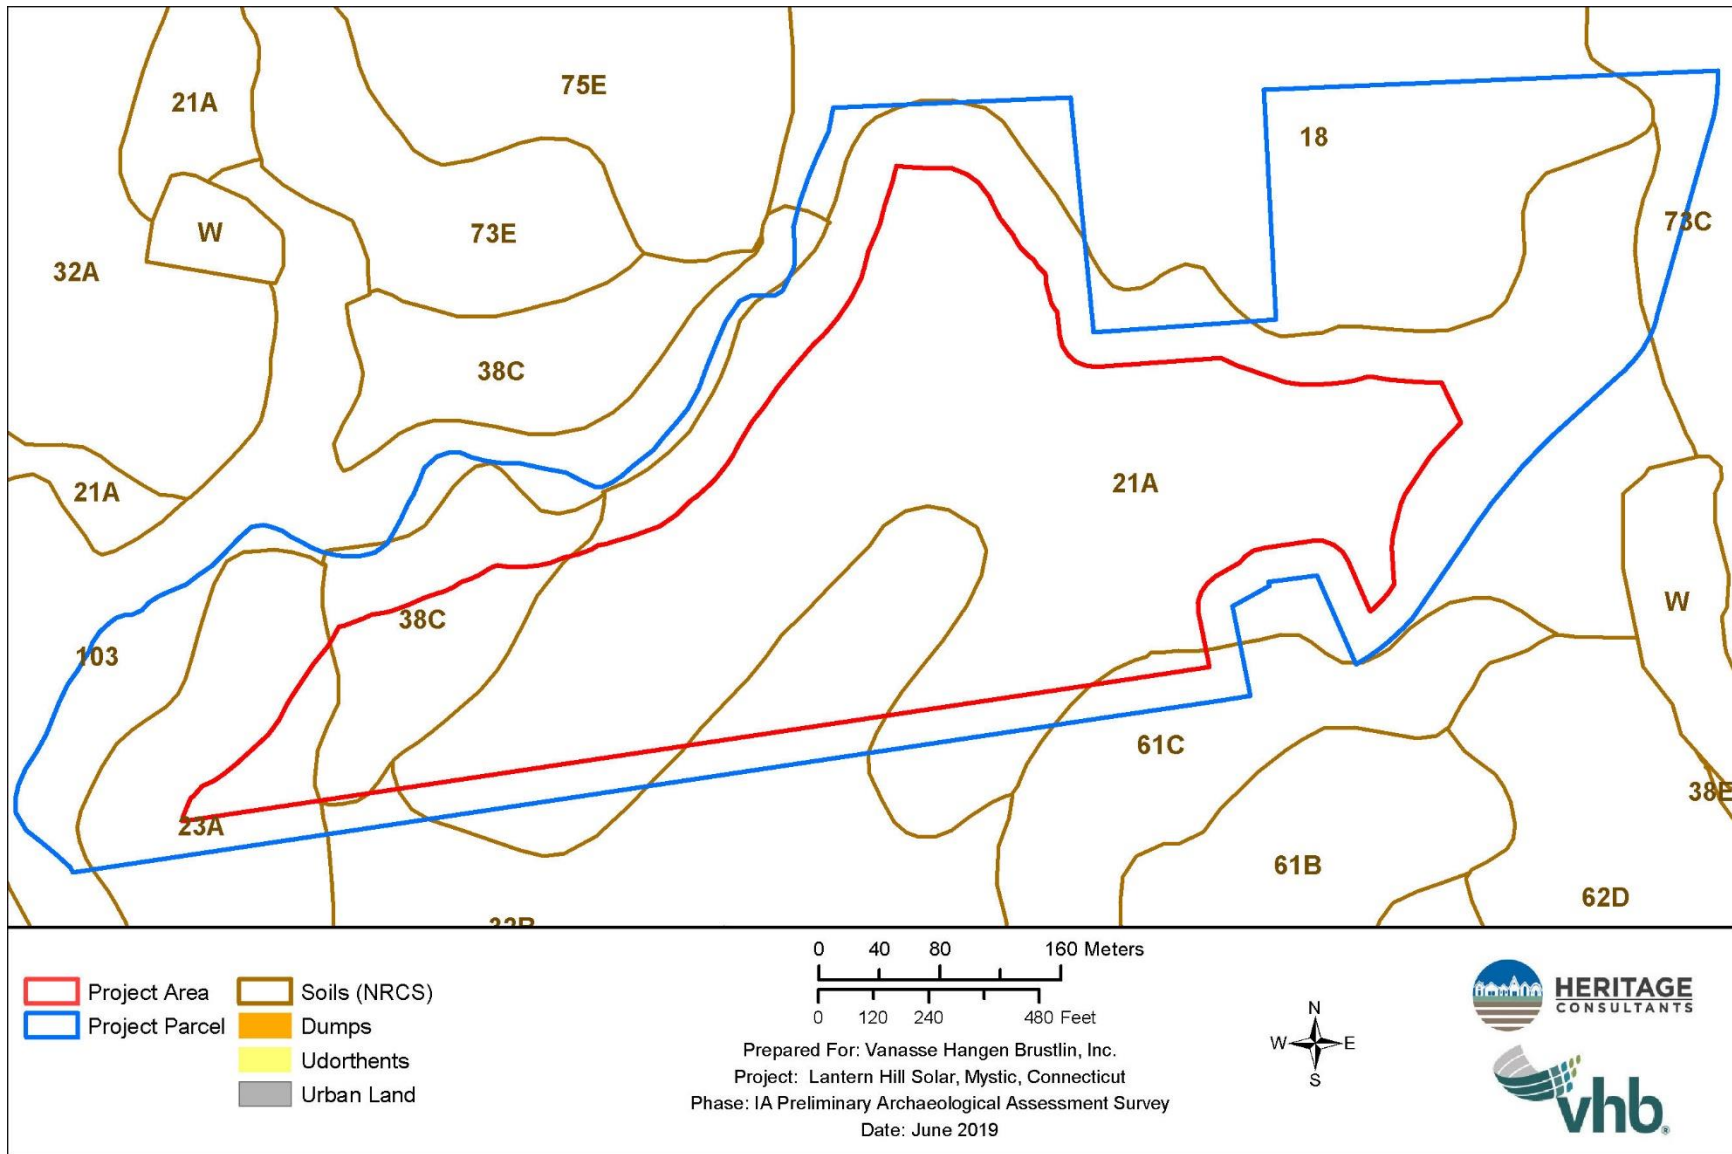 75E
21A
18
W
73E
73C
32A
38C
21A
21A
38C
W
103
61C
38E
23A
61B
62D
32B
0 40 80 160 Meters
0 120 240 480 Feet
Project Area
Project Parcel
Soils (NRCS)
Dumps
Udorthents
Urban Land
Prepared For: Vanasse Hangen Brustlin, Inc.
Project: Lantern Hill Solar, Mystic, Connecticut
Phase: IA Preliminary Archaeological Assessment Survey
Date: June 2019
N
W E
S
HERITAGE
CONSULTANTS
vhb